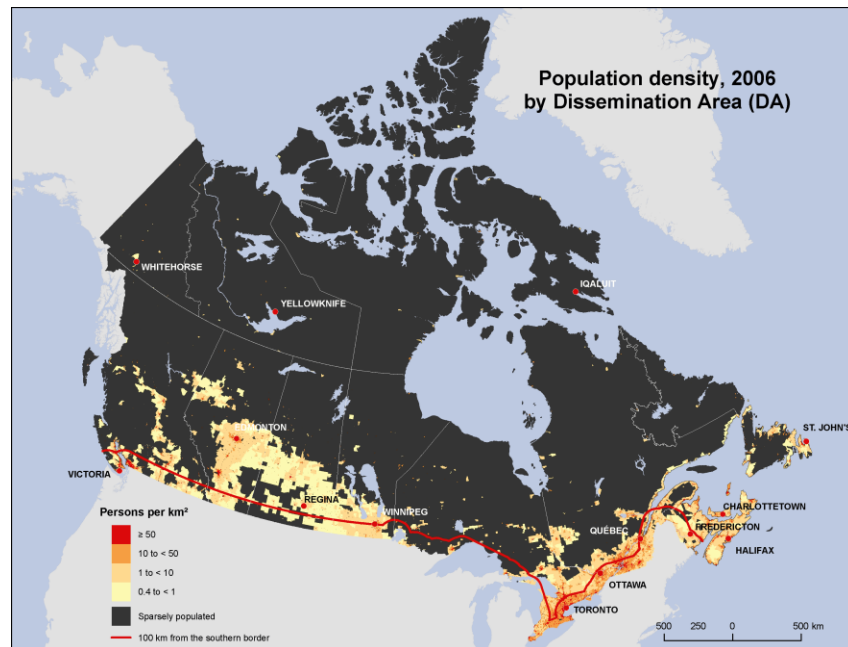 Population density, 2006
by Dissemination Area (DA)
WHITEHORSE
YELLOWKNIFE
IQALUIT
EDMONTON
ST. JOHN'S
VICTORIA
REGINA
WINNIPEG
CHARLOTTETOWN
QUÉBEC
FREDERICTON
HALIFAX
OTTAWA
TORONTO
Persons per km²
≥ 50
10 to < 50
1 to < 10
0.4 to < 1
Sparsely populated
100 km from the southern border
500 250 0 500 km